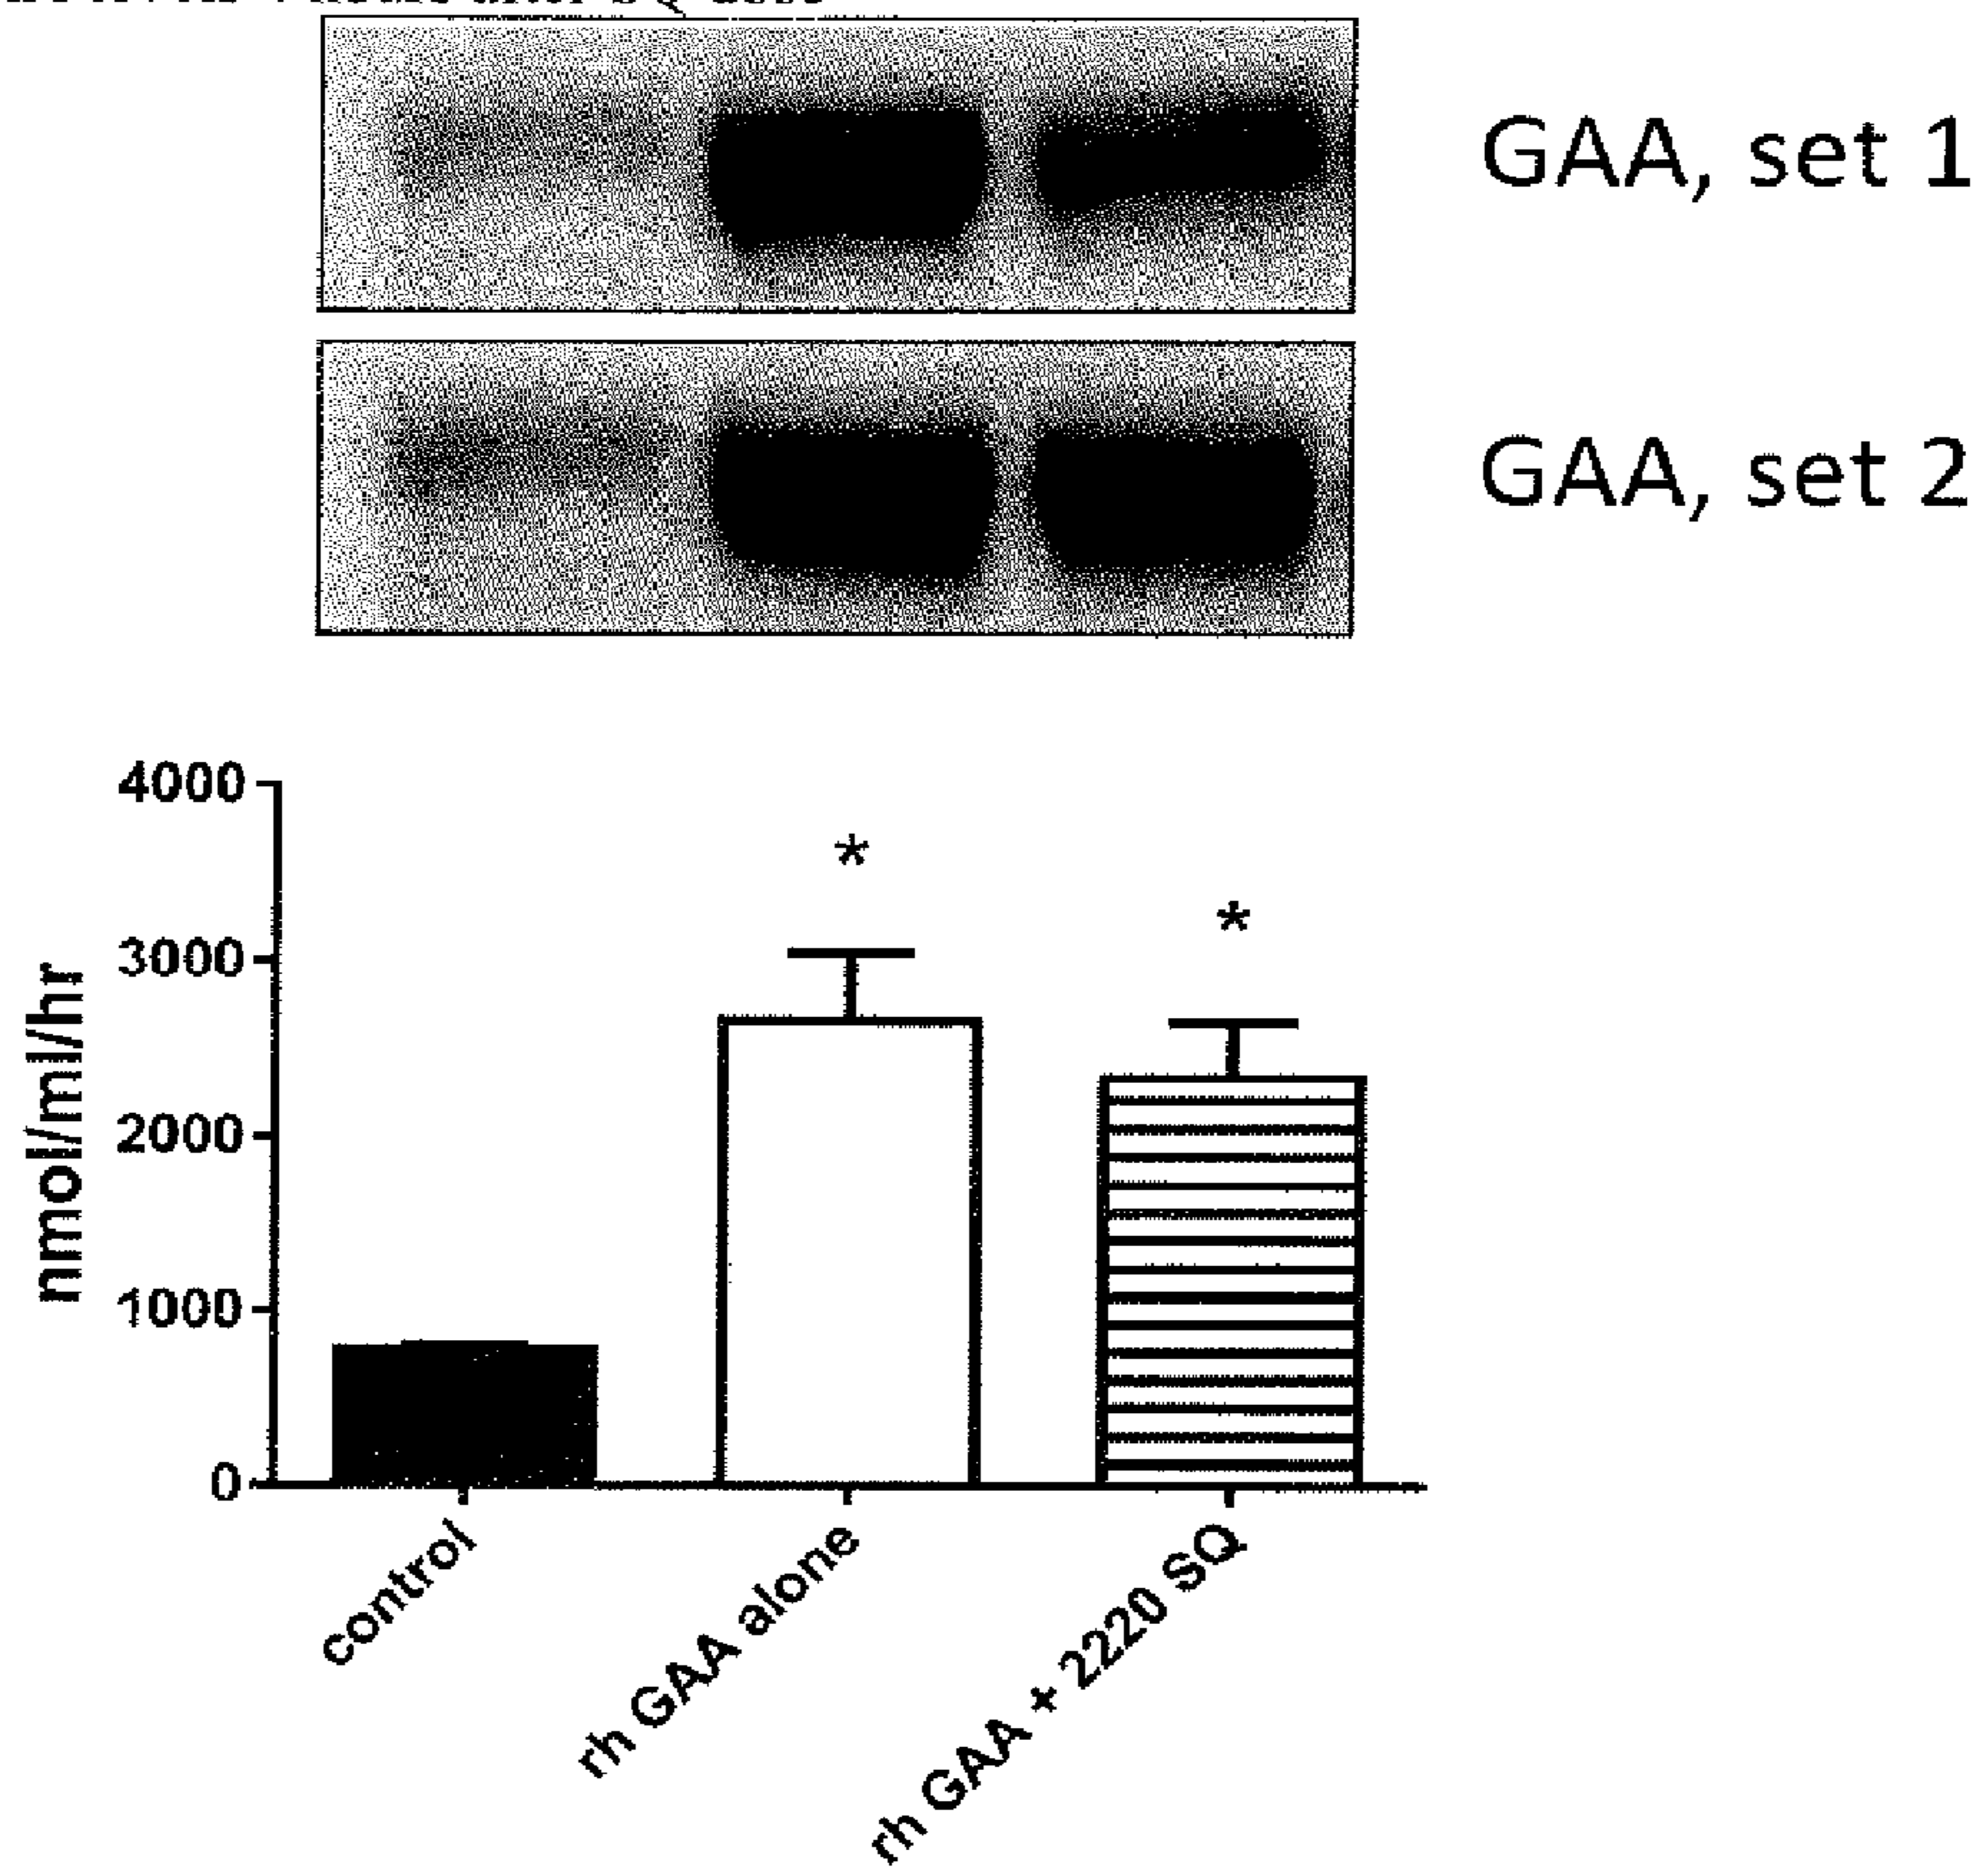 GAA, set 1
GAA, set 2
4000
3000
2000
1000
0
nmol/ml/hr
*
*
control
rh GAA alone
rh GAA + 2220 SQ